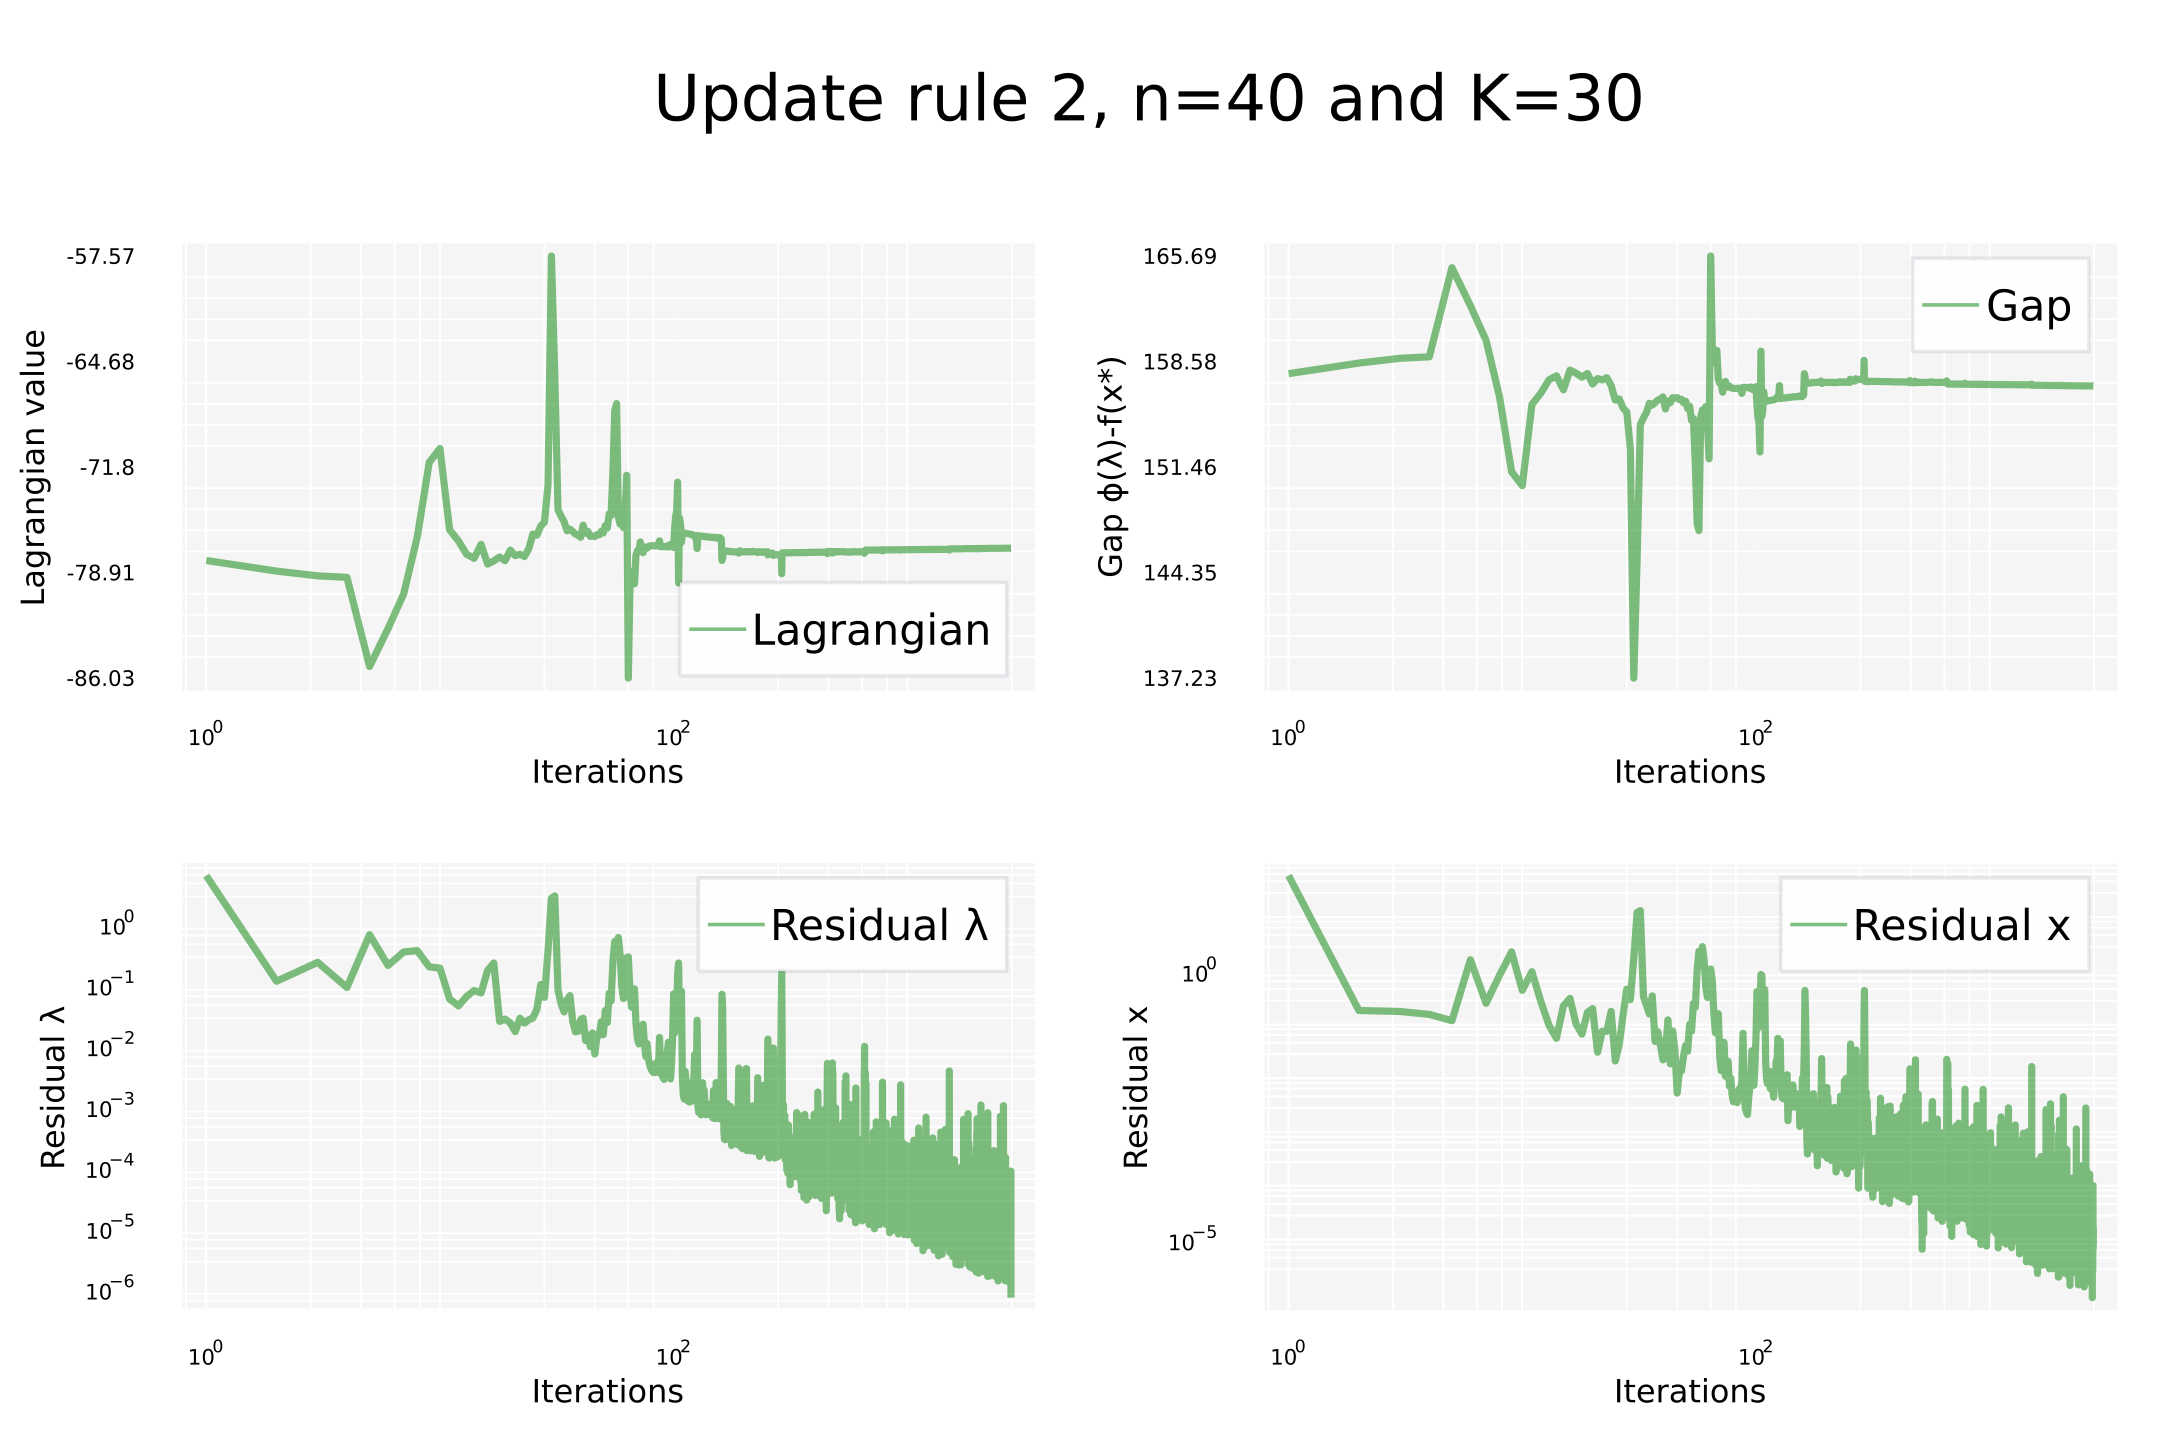 Update rule 2, n=40 and K=30
Lagrangian value
-57.57
-64.68
-71.8
-78.91
-86.03
Lagrangian
10^0
10^2
Iterations
Gap ϕ(λ)-f(x*)
165.69
158.58
151.46
144.35
137.23
Gap
10^0
10^2
Iterations
Residual λ
10^0
10^−1
10^−2
10^−3
10^−4
10^−5
10^−6
Residual λ
10^0
10^2
Iterations
Residual x
10^0
10^−5
Residual x
10^0
10^2
Iterations